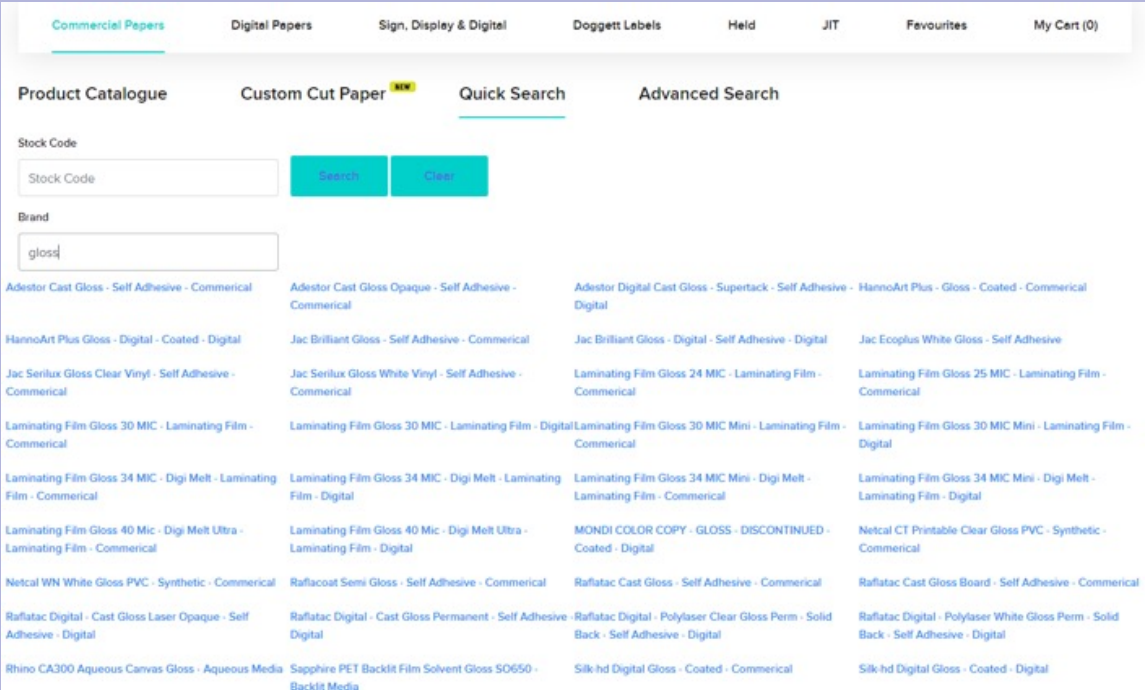 Commercial Papers Digital Papers Sign, Display & Digital Doggett Labels Held JIT Favourites My Cart (0)
Product Catalogue Custom Cut Paper NEW Quick Search Advanced Search
Stock Code
Stock Code Search Clear
Brand
gloss
Adestor Cast Gloss - Self Adhesive - Commerical
Adestor Cast Gloss Opaque - Self Adhesive -
Commerical
Adestor Digital Cast Gloss - Supertack - Self Adhesive -
Digital
HannoArt Plus - Gloss - Coated - Commercial
HannoArt Plus Gloss - Digital - Coated - Digital
Jac Brilliant Gloss - Self Adhesive - Commerical
Jac Brilliant Gloss - Digital - Self Adhesive - Digital
Jac Ecoplus White Gloss - Self Adhesive
Jac Serilux Gloss Clear Vinyl - Self Adhesive -
Commerical
Jac Serilux Gloss White Vinyl - Self Adhesive -
Commerical
Laminating Film Gloss 24 MIC - Laminating Film -
Commerical
Laminating Film Gloss 25 MIC - Laminating Film -
Commerical
Laminating Film Gloss 30 MIC - Laminating Film -
Commerical
Laminating Film Gloss 30 MIC - Laminating Film - Digital
Laminating Film Gloss 30 MIC Mini - Laminating Film -
Commerical
Laminating Film Gloss 30 MIC Mini - Laminating Film -
Digital
Laminating Film Gloss 34 MIC - Digi Melt - Laminating
Film - Commerical
Laminating Film Gloss 34 MIC - Digi Melt - Laminating
Film - Digital
Laminating Film Gloss 34 MIC Mini - Digi Melt -
Laminating Film - Commerical
Laminating Film Gloss 34 MIC Mini - Digi Melt -
Laminating Film - Digital
Laminating Film Gloss 40 Mic - Digi Melt Ultra -
Laminating Film - Commerical
Laminating Film Gloss 40 Mic - Digi Melt Ultra -
Laminating Film - Digital
MONDI COLOR COPY - GLOSS - DISCONTINUED -
Coated - Digital
Netcal CT Printable Clear Gloss PVC - Synthetic -
Commerical
Netcal WN White Gloss PVC - Synthetic - Commerical
Raflacoat Semi Gloss - Self Adhesive - Commerical
Raflatac Cast Gloss - Self Adhesive - Commerical
Raflatac Cast Gloss Board - Self Adhesive - Commerical
Raflatac Digital - Cast Gloss Laser Opaque - Self
Adhesive - Digital
Raflatac Digital - Cast Gloss Permanent - Self Adhesive -
Digital
Raflatac Digital - Polylaser Clear Gloss Perm - Solid
Back - Self Adhesive - Digital
Raflatac Digital - Polylaser White Gloss Perm - Solid
Back - Self Adhesive - Digital
Rhino CA300 Aqueous Canvas Gloss - Aqueous Media
Sapphire PET Backlit Film Solvent Gloss SO650 -
Backlit Media
Silk-hd Digital Gloss - Coated - Commercial
Silk-hd Digital Gloss - Coated - Digital